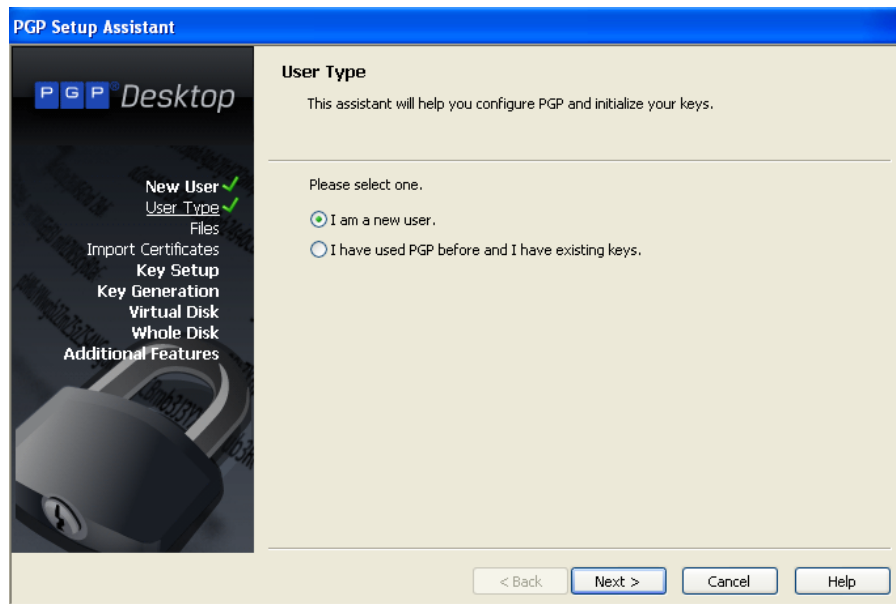 PGP Setup Assistant
PGP® Desktop
New User
User Type
Files
Import Certificates
Key Setup
Key Generation
Virtual Disk
Whole Disk
Additional Features
User Type
This assistant will help you configure PGP and initialize your keys.
Please select one.
I am a new user.
I have used PGP before and I have existing keys.
< Back
Next >
Cancel
Help